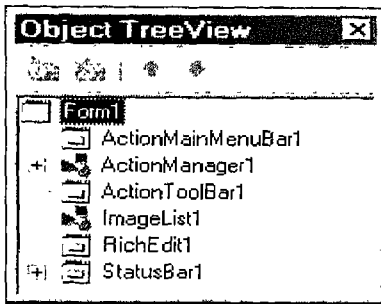 Object TreeView
Form1
ActionMainMenuBar1
ActionManager1
ActionToolBar1
ImageList1
RichEdit1
StatusBar1